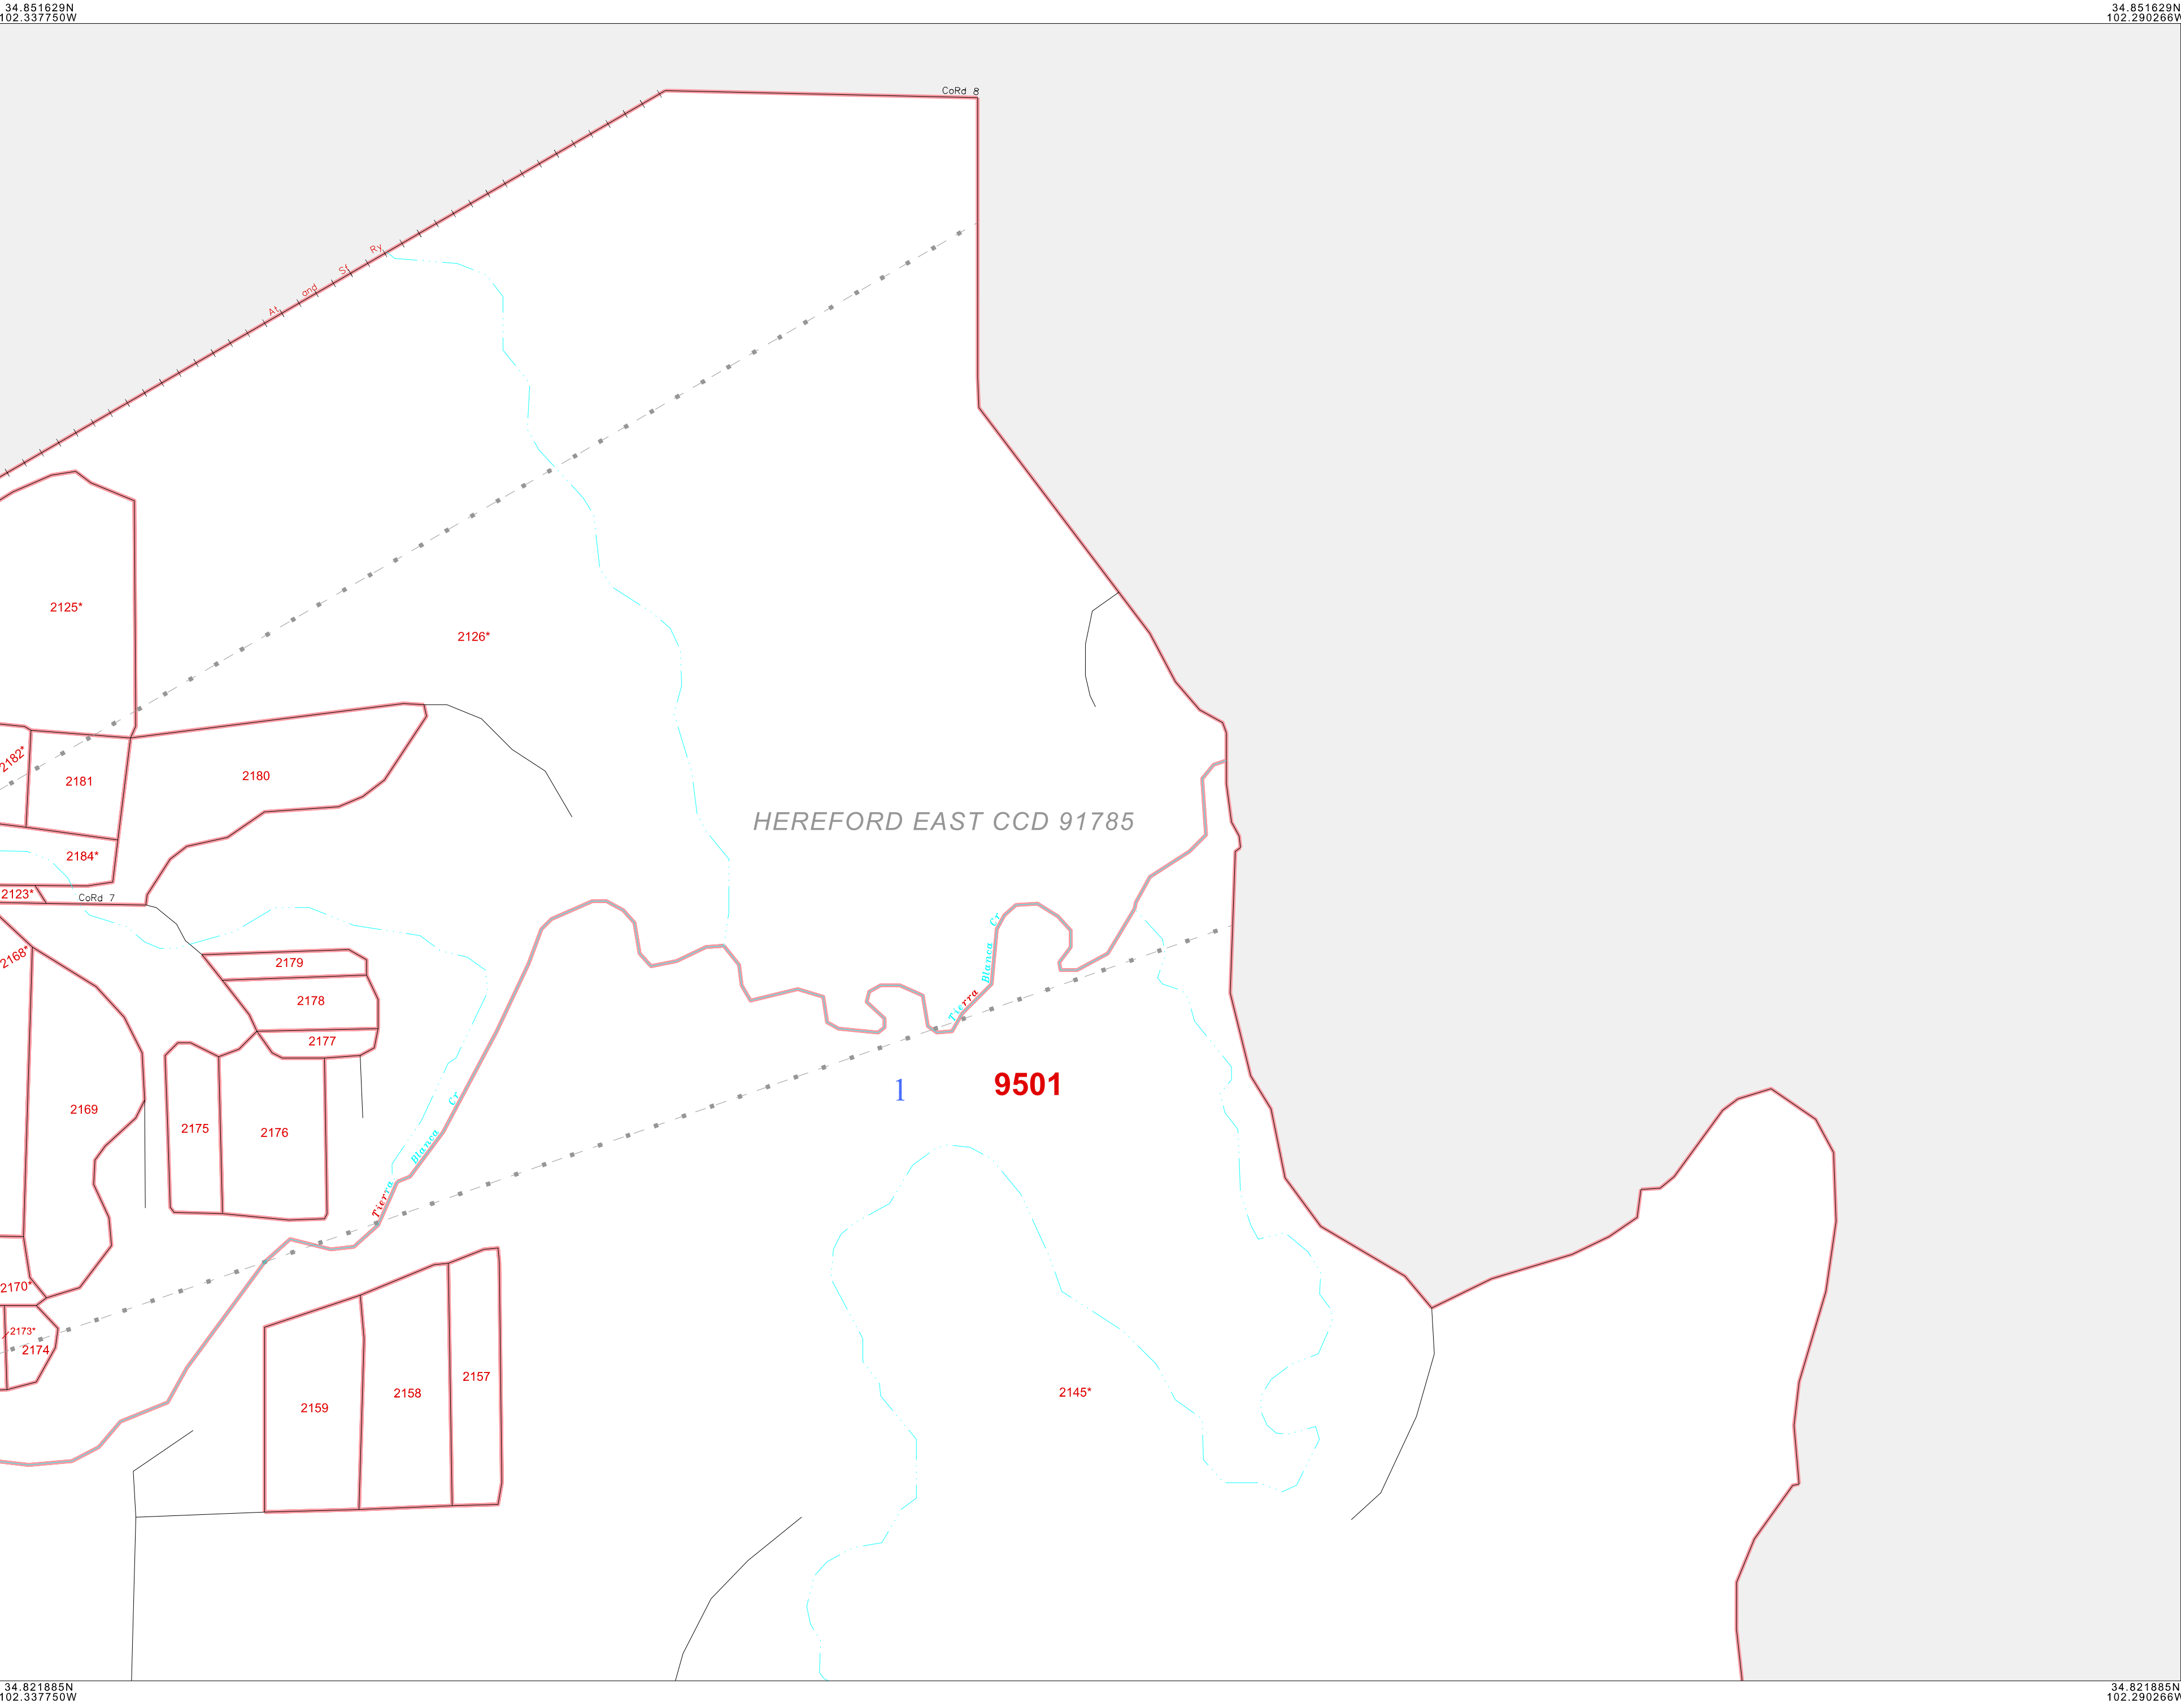 34.851629N
102.337750W
34.851629N
102.290266W
CoRd 8
At and Sf Ry
2125*
2126*
2182*
2181
2180
HEREFORD EAST CCD 91785
2184*
2123*
CoRd 7
2168*
2179
2178
2177
Tierra Blanca Cr
9501
1
2169
2175
2176
Tierra Blanca Cr
2170*
2173*
2174
2157
2158
2159
2145*
34.821885N
102.337750W
34.821885N
102.290266W